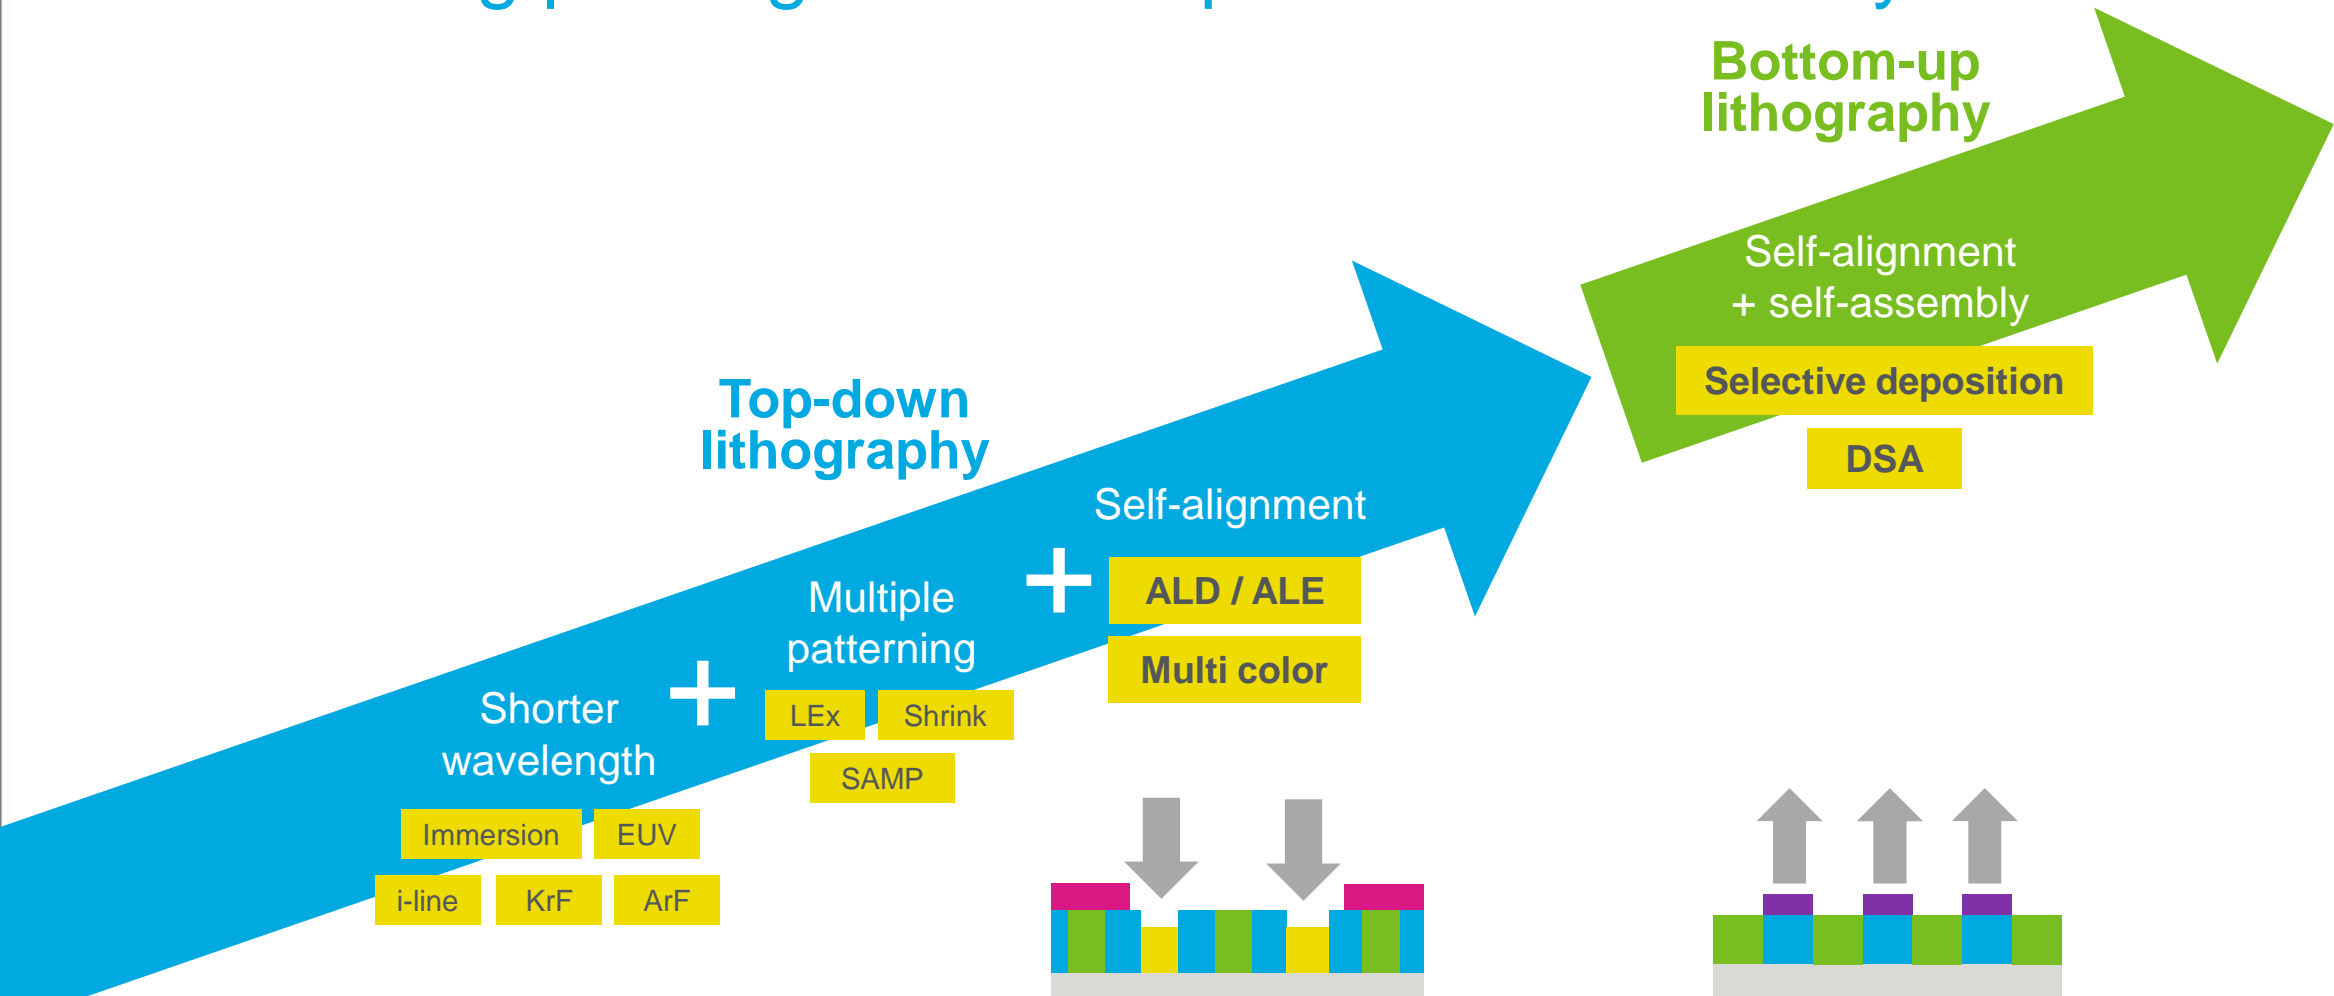 Bottom-up
lithography
Self-alignment
+ self-assembly
Selective deposition
DSA
Top-down
lithography
Self-alignment
+
ALD / ALE
Multi color
Multiple
patterning
+
LEx
Shrink
SAMP
Shorter
wavelength
Immersion
EUV
i-line
KrF
ArF